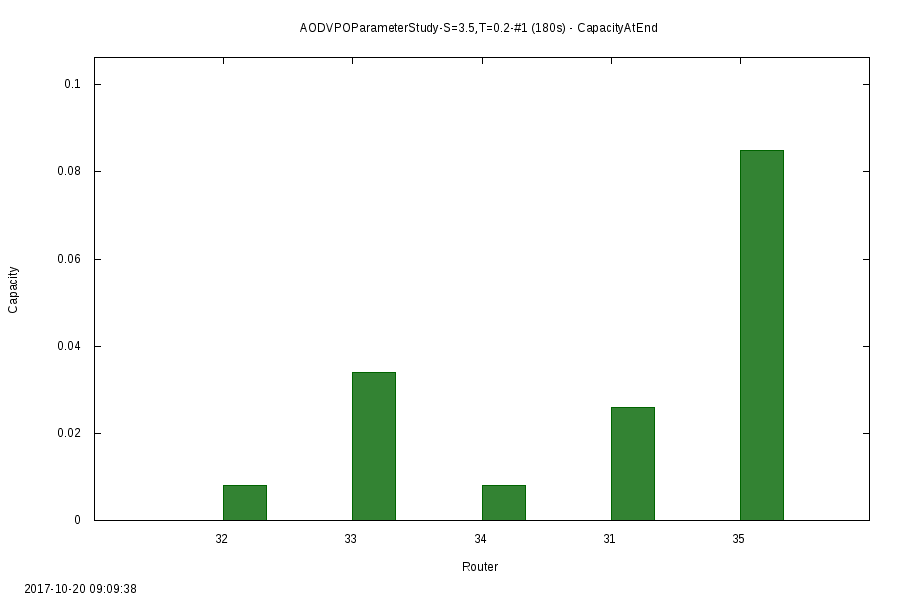 AODVPOParameterStudy-S=3.5,T=0.2-#1 (180s) - CapacityAtEnd
0.1
0.08
0.06
0.04
0.02
0
Capacity
32 33 34 31 35
Router
2017-10-20 09:09:38